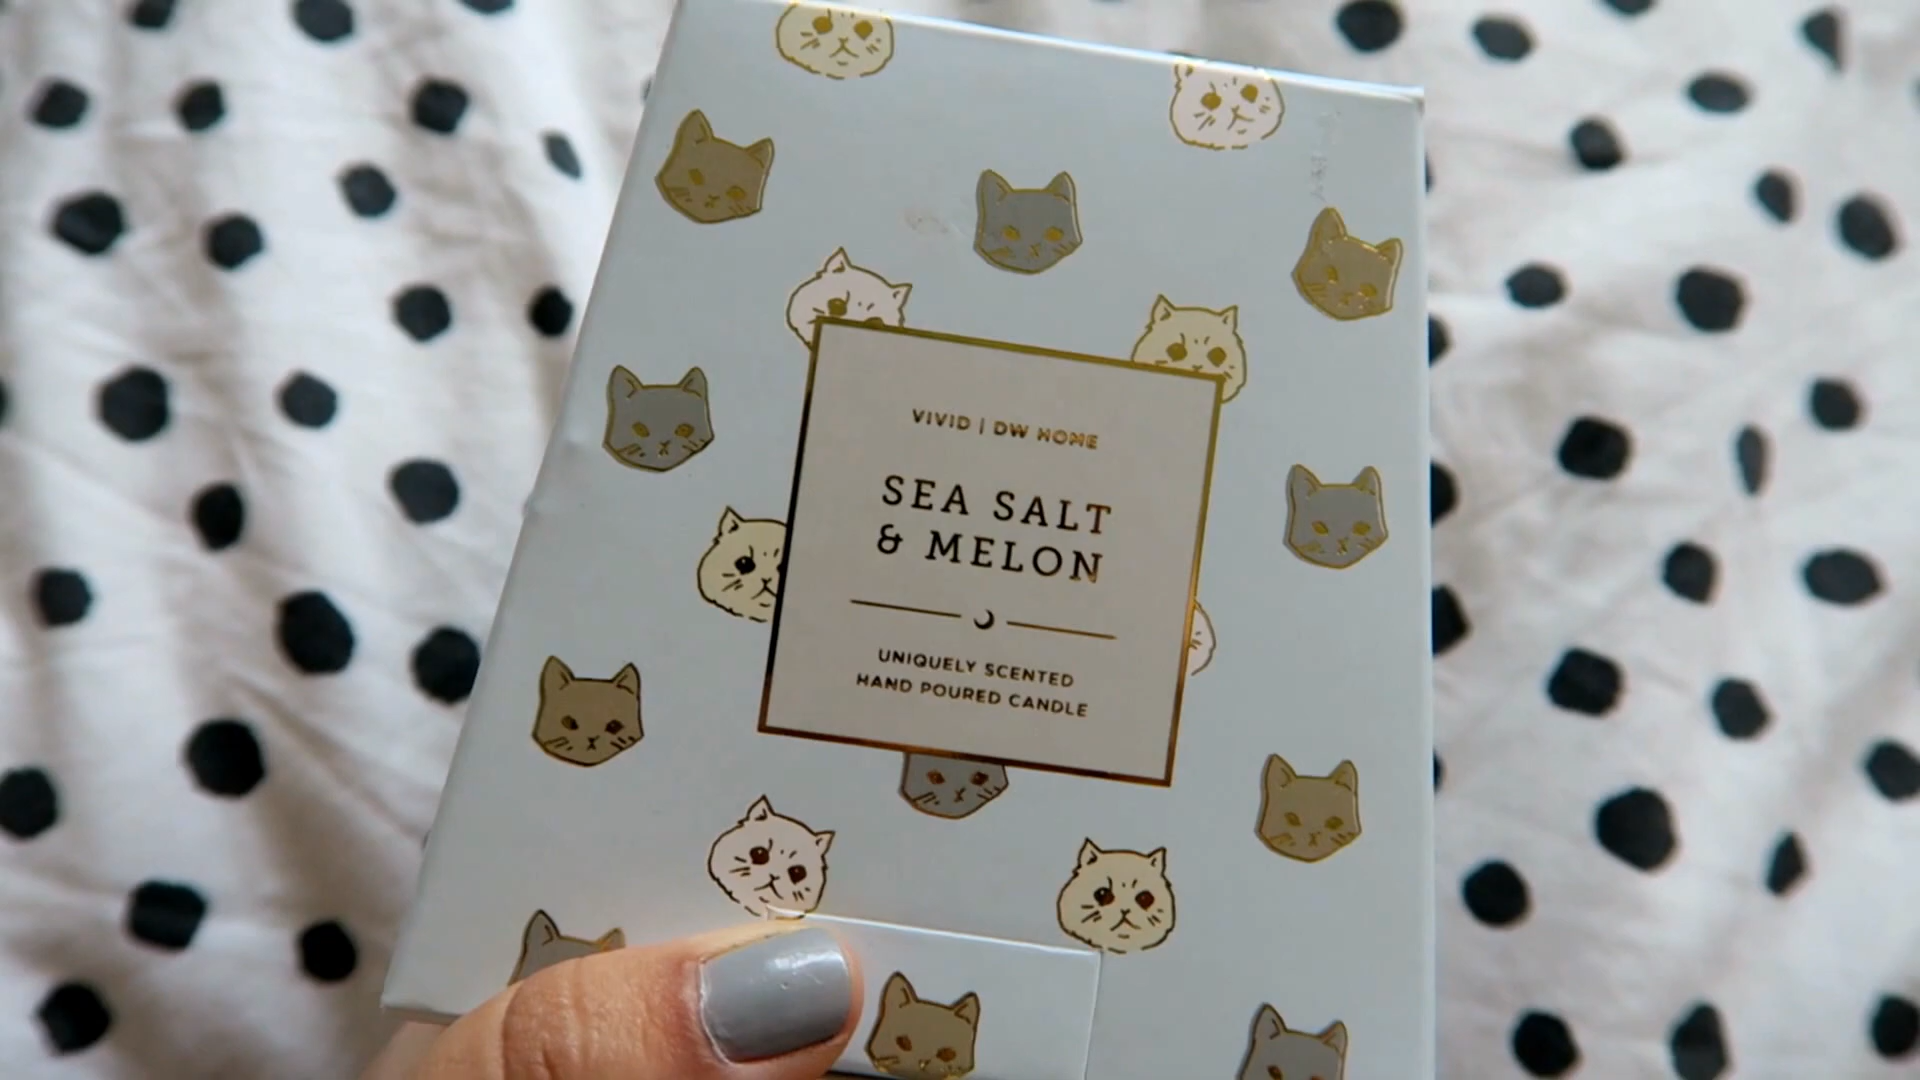 VIVID | DW HOME
SEA SALT
& MELON
UNIQUELY SCENTED
HAND POURED CANDLE